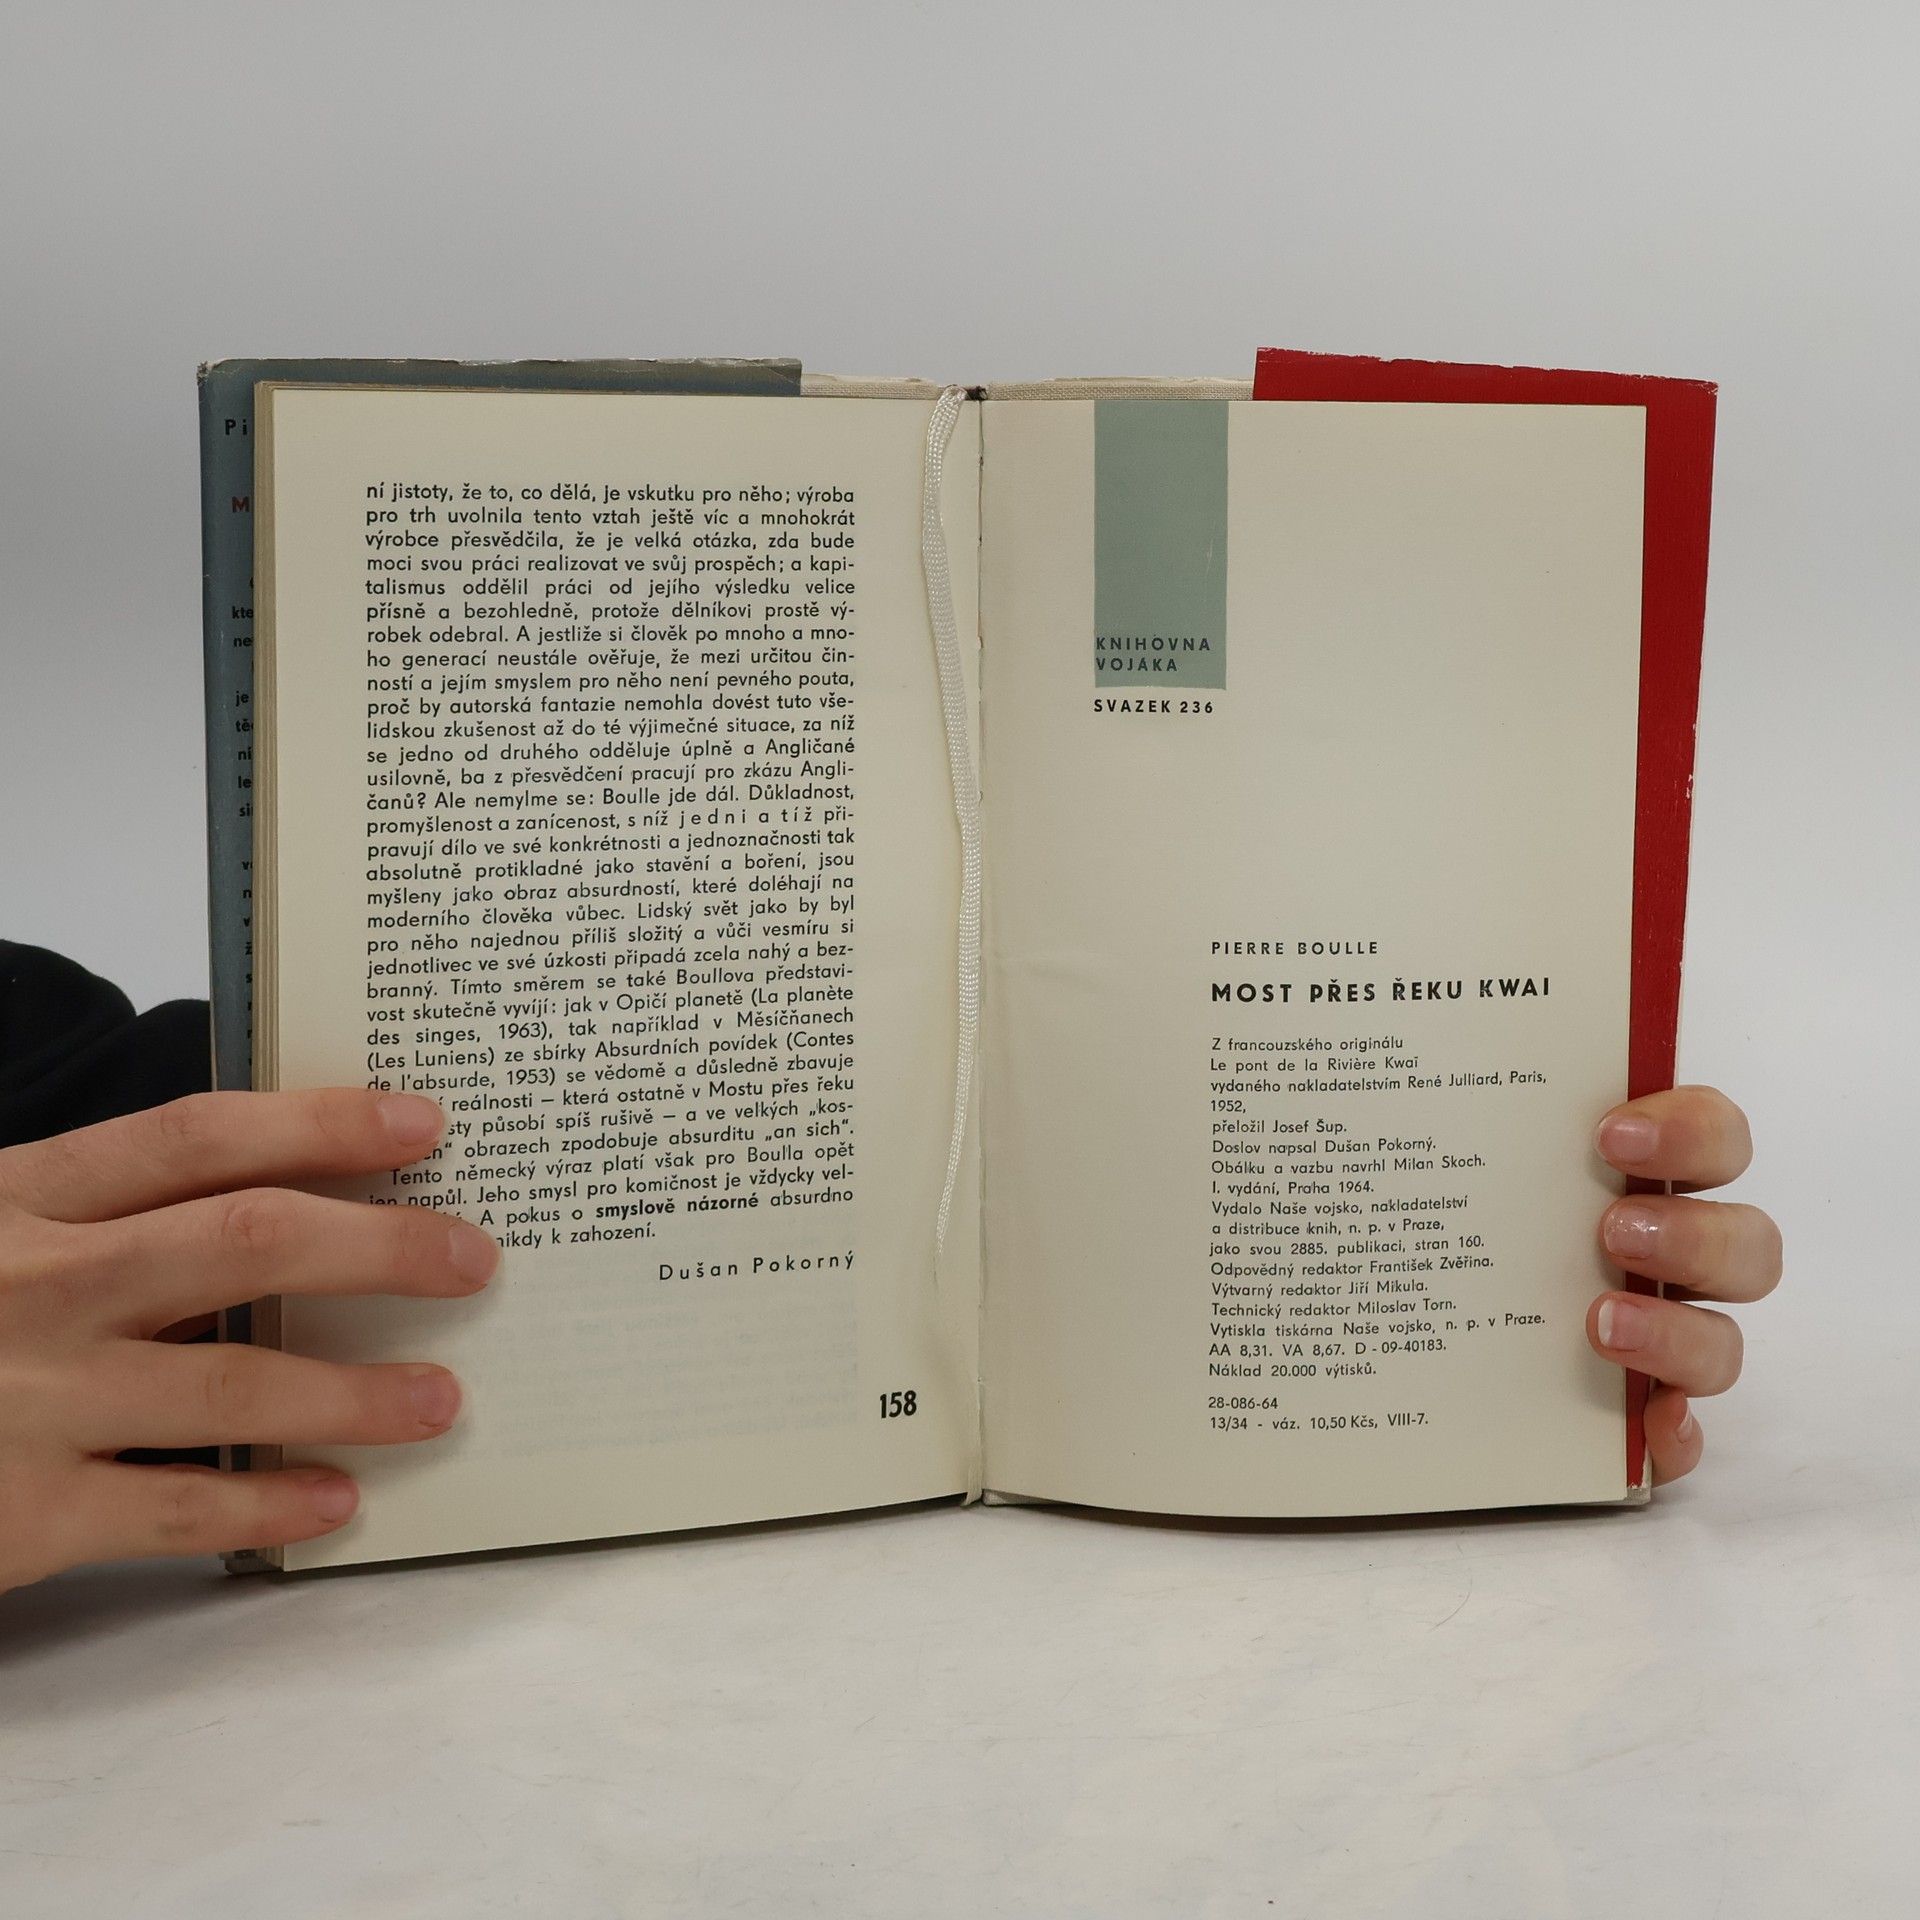 Pi
M
kte
ne
je
tě
ní
le
si
ní jistoty, že to, co dělá, je vskutku pro něho; výroba
pro trh uvolnila tento vztah ještě víc a mnohokrát
výrobce přesvědčila, že je velká otázka, zda bude
moci svou práci realizovat ve svůj prospěch; a kapi-
talismus oddělil práci od jejího výsledku velice
přísně a bezohledně, protože dělníkovi prostě vý-
robek odebral. A jestliže si člověk po mnoho a mno-
ho generací neustále ověřuje, že mezi určitou čin-
ností a jejím smyslem pro něho není pevného pouta,
proč by autorská fantazie nemohla dovést tuto vše-
lidskou zkušenost až do té výjimečné situace, za níž
se jedno od druhého odděluje úplně a Angličané
usilovně, ba z přesvědčení pracují pro zkázu Angli-
čanů? Ale nemylme se: Boulle jde dál. Důkladnost,
promyšlenost a zanícenost, s níž jedni a tíž při-
pravují dílo ve své konkrétnosti a jednoznačnosti tak
absolutně protikladné jako stavění a boření, jsou
myšleny jako obraz absurdností, které doléhají na
moderního člověka vůbec. Lidský svět jako by byl
pro něho najednou příliš složitý a vůči vesmíru si
jednotlivec ve své úzkosti připadá zcela nahý a bez-
branný. Tímto směrem se také Boullova představi-
vost skutečně vyvíjí: jak v Opičí planetě (La planète
des singes, 1963), tak například v Měsíčňanech
(Les Luniens) ze sbírky Absurdních povídek (Contes
de l'absurde, 1953) se vědomě a důsledně zbavuje
reálnosti – která ostatně v Mostu přes řeku
sty působí spíš rušivě – a ve velkých „kos-
ch“ obrazech zpodobuje absurditu „an sich“.
Tento německý výraz platí však pro Boulla opět
jen napůl. Jeho smysl pro komičnost je vždycky vel-
A pokus o smyslově názorné absurdno
nikdy k zahození.
Dušan Pokorný
158
KNIHOVNA
VOJÁKA
SVAZEK 236
PIERRE BOULLE
MOST PŘES ŘEKU KWAI
Z francouzského originálu
Le pont de la Rivière Kwaï
vydaného nakladatelstvím René Julliard, Paris,
1952,
přeložil Josef Šup.
Doslov napsal Dušan Pokorný.
Obálku a vazbu navrhl Milan Skoch.
I. vydání, Praha 1964.
Vydalo Naše vojsko, nakladatelství
a distribuce knih, n. p. v Praze,
jako svou 2885. publikaci, stran 160.
Odpovědný redaktor František Zvěřina.
Výtvarný redaktor Jiří Mikula.
Technický redaktor Miloslav Torn.
Vytiskla tiskárna Naše vojsko, n. p. v Praze.
AA 8,31. VA 8,67. D - 09-40183.
Náklad 20.000 výtisků.
28-086-64
13/34 - váz. 10,50 Kčs, VIII-7.